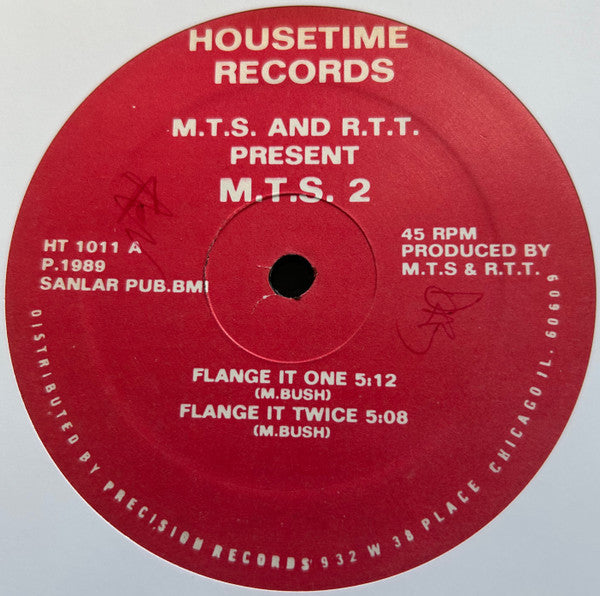 HOUSETIME
RECORDS
M.T.S. AND R.T.T.
PRESENT
M.T.S. 2
HT 1011 A
P.1989
SANLAR PUB.BMI
45 RPM
PRODUCED BY
M.T.S & R.T.T.
FLANGE IT ONE 5:12
(M.BUSH)
FLANGE IT TWICE 5:08
(M.BUSH)
DISTRIBUTED BY PRECISION RECORDS 932 W 38 PLACE CHICAGO IL. 60609